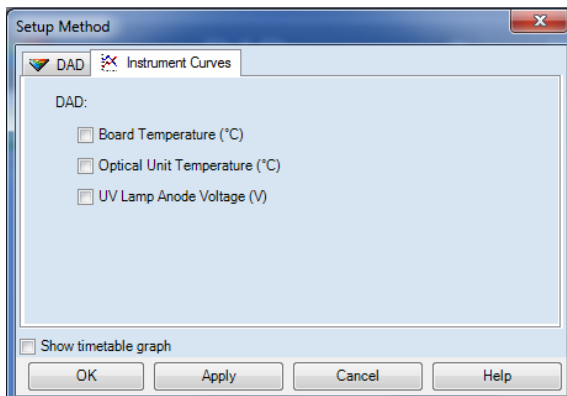 Setup Method
DAD
Instrument Curves
DAD:
Board Temperature (°C)
Optical Unit Temperature (°C)
UV Lamp Anode Voltage (V)
Show timetable graph
OK
Apply
Cancel
Help